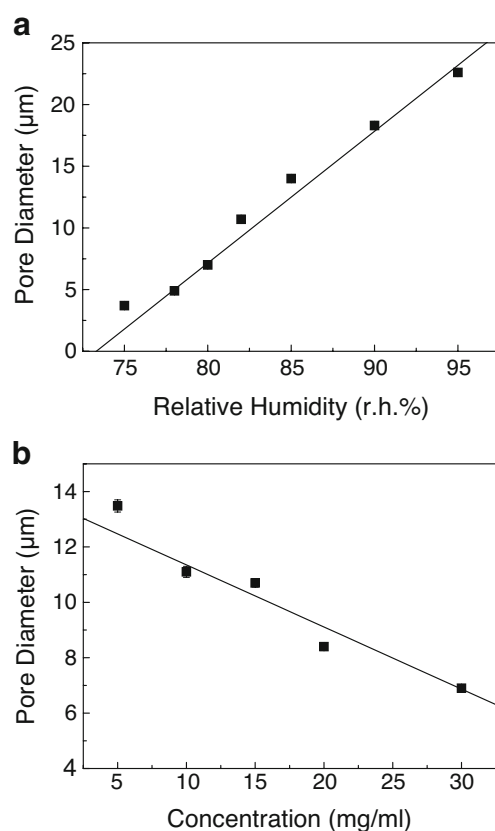 a
25
20
15
10
5
0
Pore Diameter (μm)
75 80 85 90 95
Relative Humidity (r.h.%)
b
14
12
10
8
6
4
Pore Diameter (μm)
5 10 15 20 25 30
Concentration (mg/ml)